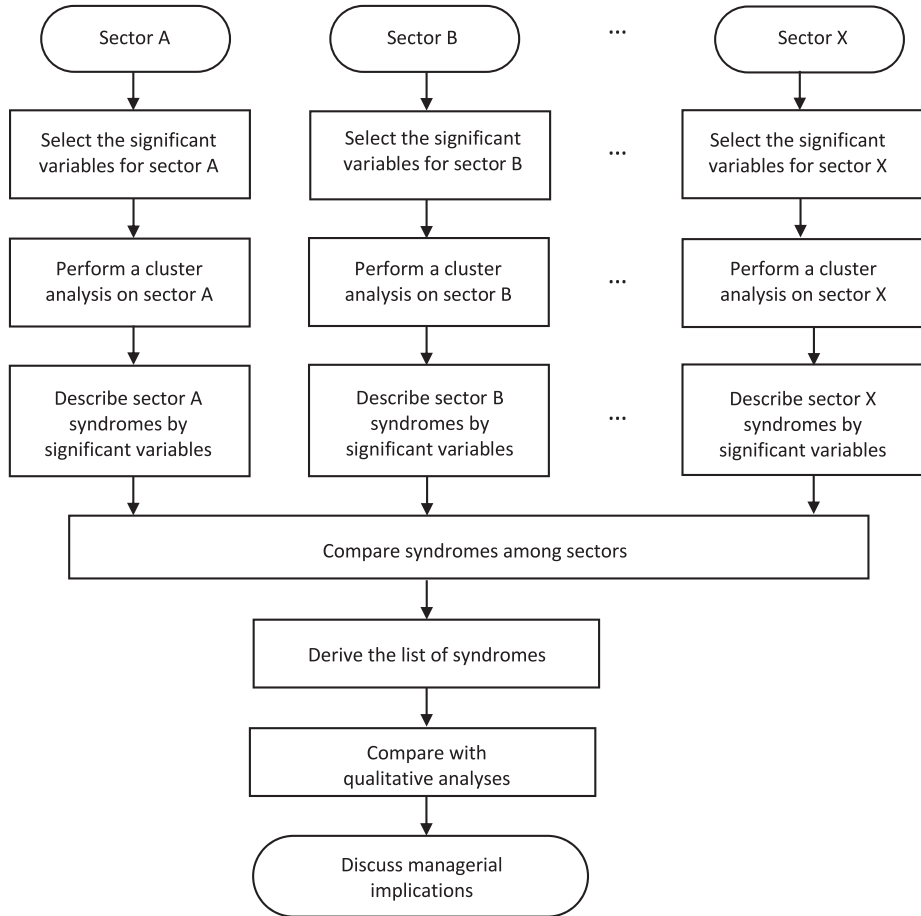 Sector A
Sector B
...
Sector X
Select the significant
variables for sector A
Select the significant
variables for sector B
...
Select the significant
variables for sector X
Perform a cluster
analysis on sector A
Perform a cluster
analysis on sector B
...
Perform a cluster
analysis on sector X
Describe sector A
syndromes by
significant variables
Describe sector B
syndromes by
significant variables
...
Describe sector X
syndromes by
significant variables
Compare syndromes among sectors
Derive the list of syndromes
Compare with
qualitative analyses
Discuss managerial
implications